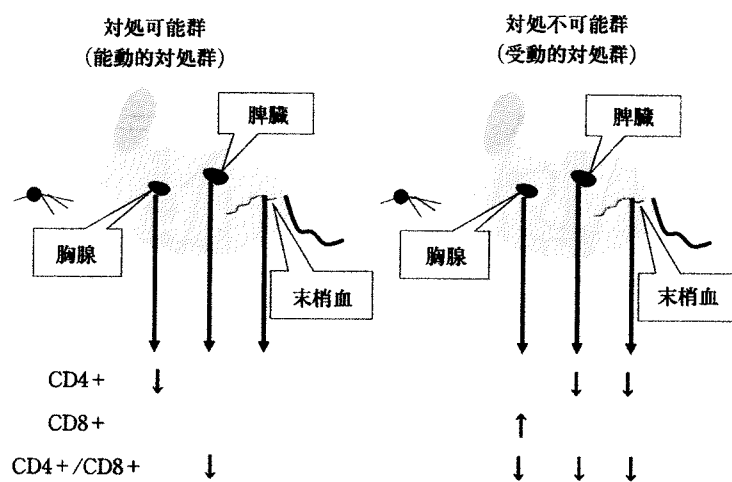 対処可能群
（能動的対処群）
脾臓
胸腺
末梢血
対処不可能群
（受動的対処群）
脾臓
胸腺
末梢血
CD4+ ↓ ↓ ↓
CD8+ ↑
CD4+/CD8+ ↓ ↓ ↓ ↓